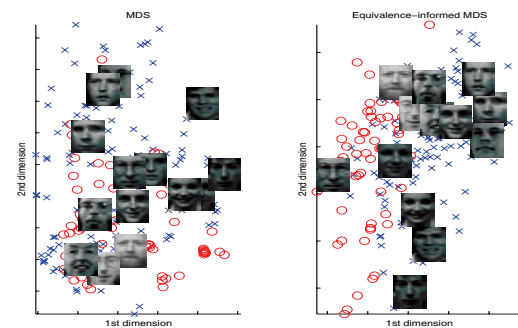 MDS
2nd dimension
1st dimension
Equivalence−informed MDS
2nd dimension
1st dimension